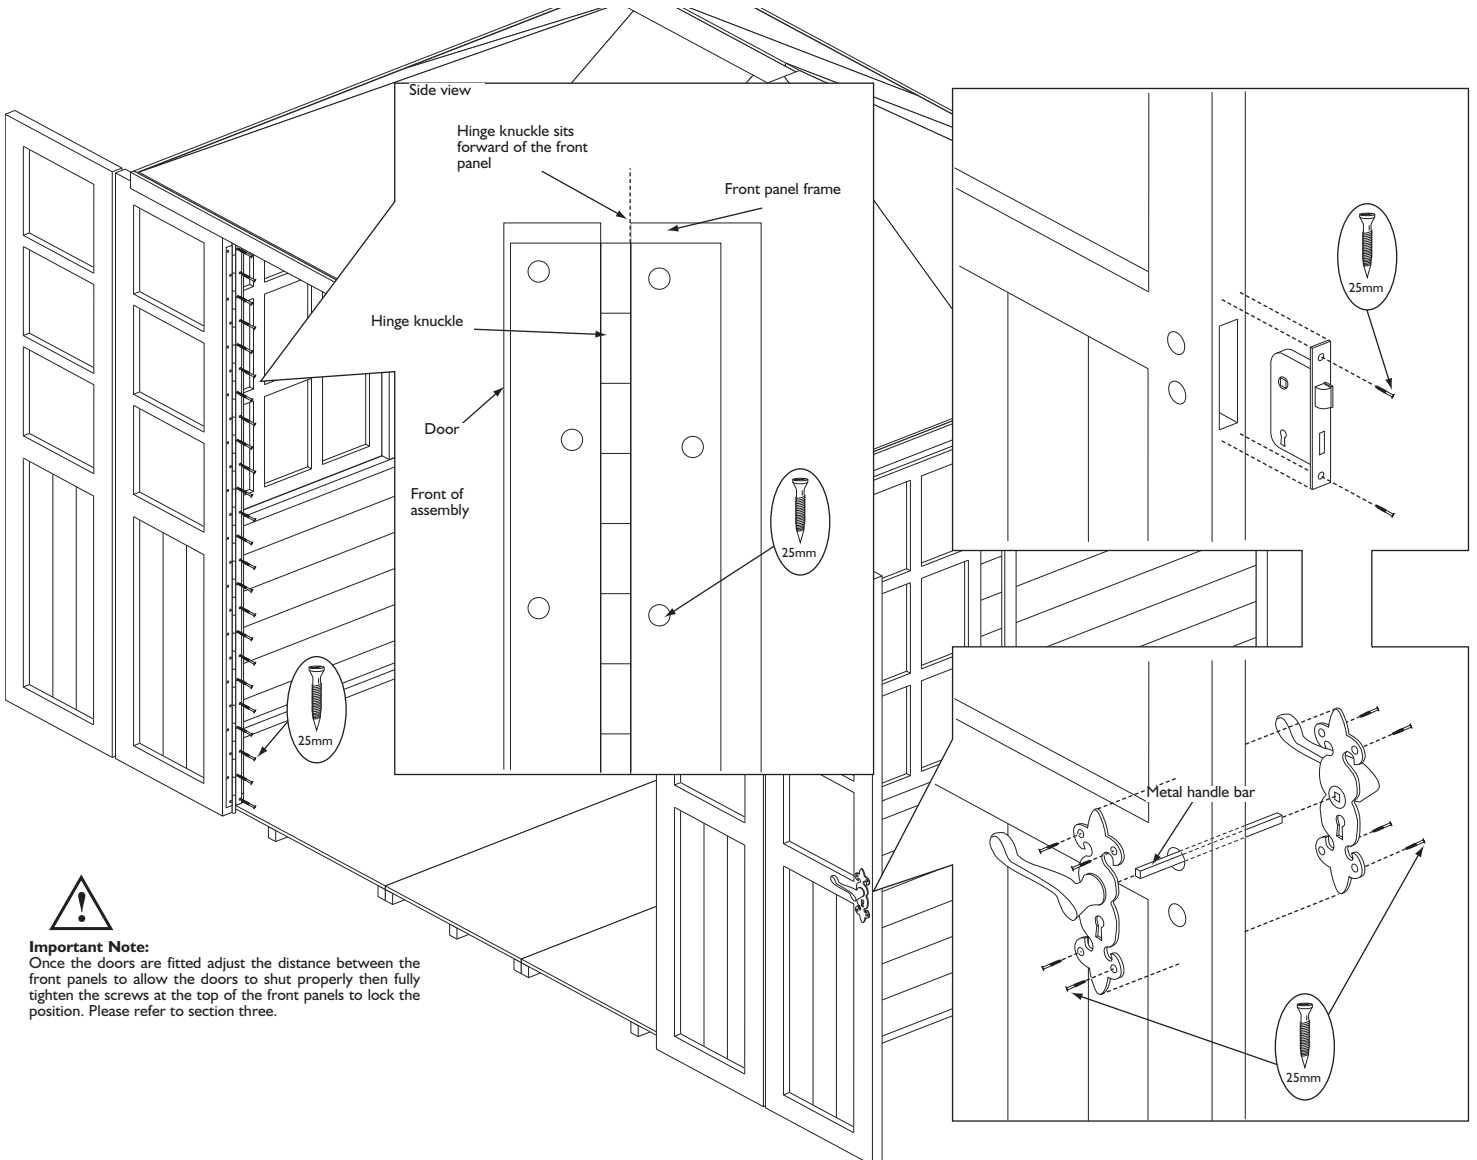 Side view
Hinge knuckle sits
forward of the front
panel
Front panel frame
Hinge knuckle
Door
Front of
assembly
25mm
25mm
25mm
Metal handle bar
25mm
!
Important Note:
Once the doors are fitted adjust the distance between the
front panels to allow the doors to shut properly then fully
tighten the screws at the top of the front panels to lock the
position. Please refer to section three.